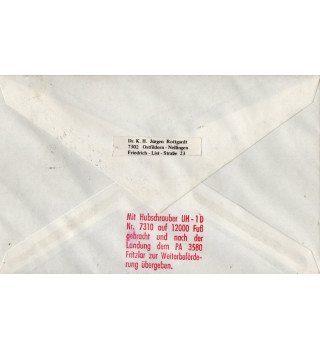 Dr. K. H. Jürgen Ruttgardt
7302 Ostfildern - Nellingen
Friedrich - List - Straße 23
Mit Hubschrauber UH-1D
Nr. 7310 auf 12000 Fuß
gebracht und nach der
Landung dem PA 3580
Fritzlar zur Weiterbeförde-
rung übergeben.